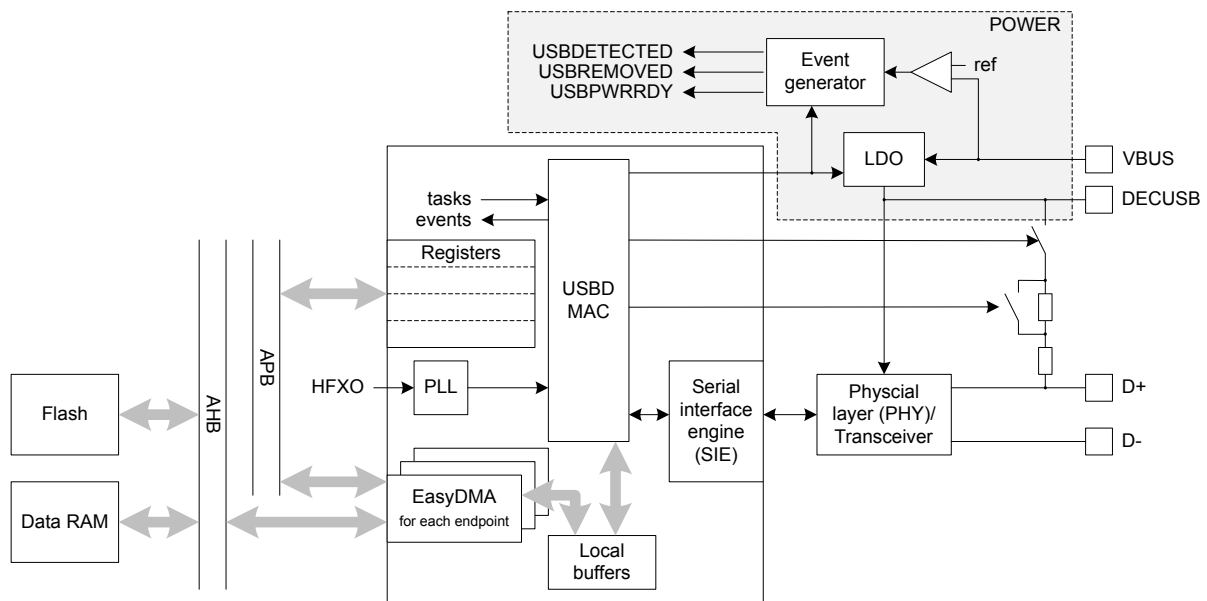 POWER
USBDETECTED
USBREMOVED
USBPWRRDY
Event
generator
ref
LDO
VBUS
DECUSB
tasks
events
Registers
USBD
MAC
HFXO
PLL
APB
AHB
Flash
Data RAM
Serial
interface
engine
(SIE)
Physcial
layer (PHY)/
Transceiver
D+
D-
EasyDMA
for each endpoint
Local
buffers